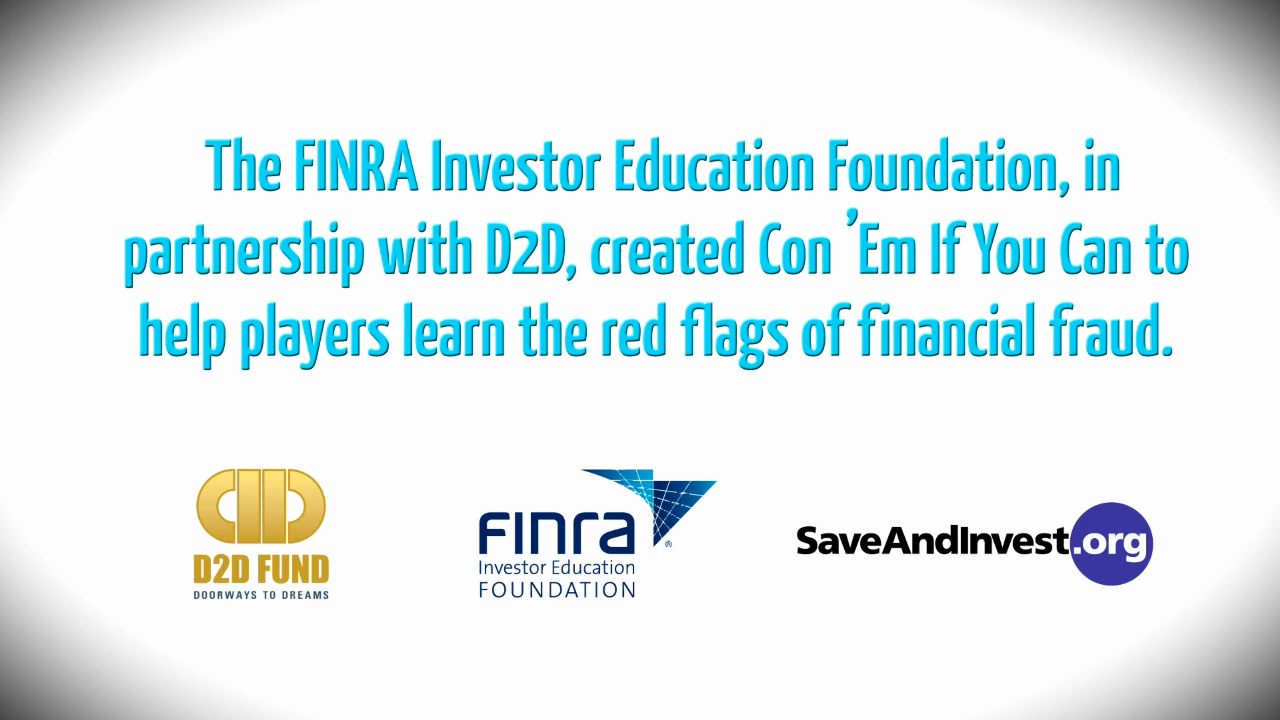 The FINRA Investor Education Foundation, in
partnership with D2D, created Con 'Em If You Can to
help players learn the red flags of financial fraud.
D2D FUND
DOORWAYS TO DREAMS
Finra®
Investor Education
FOUNDATION
SaveAndInvest.org